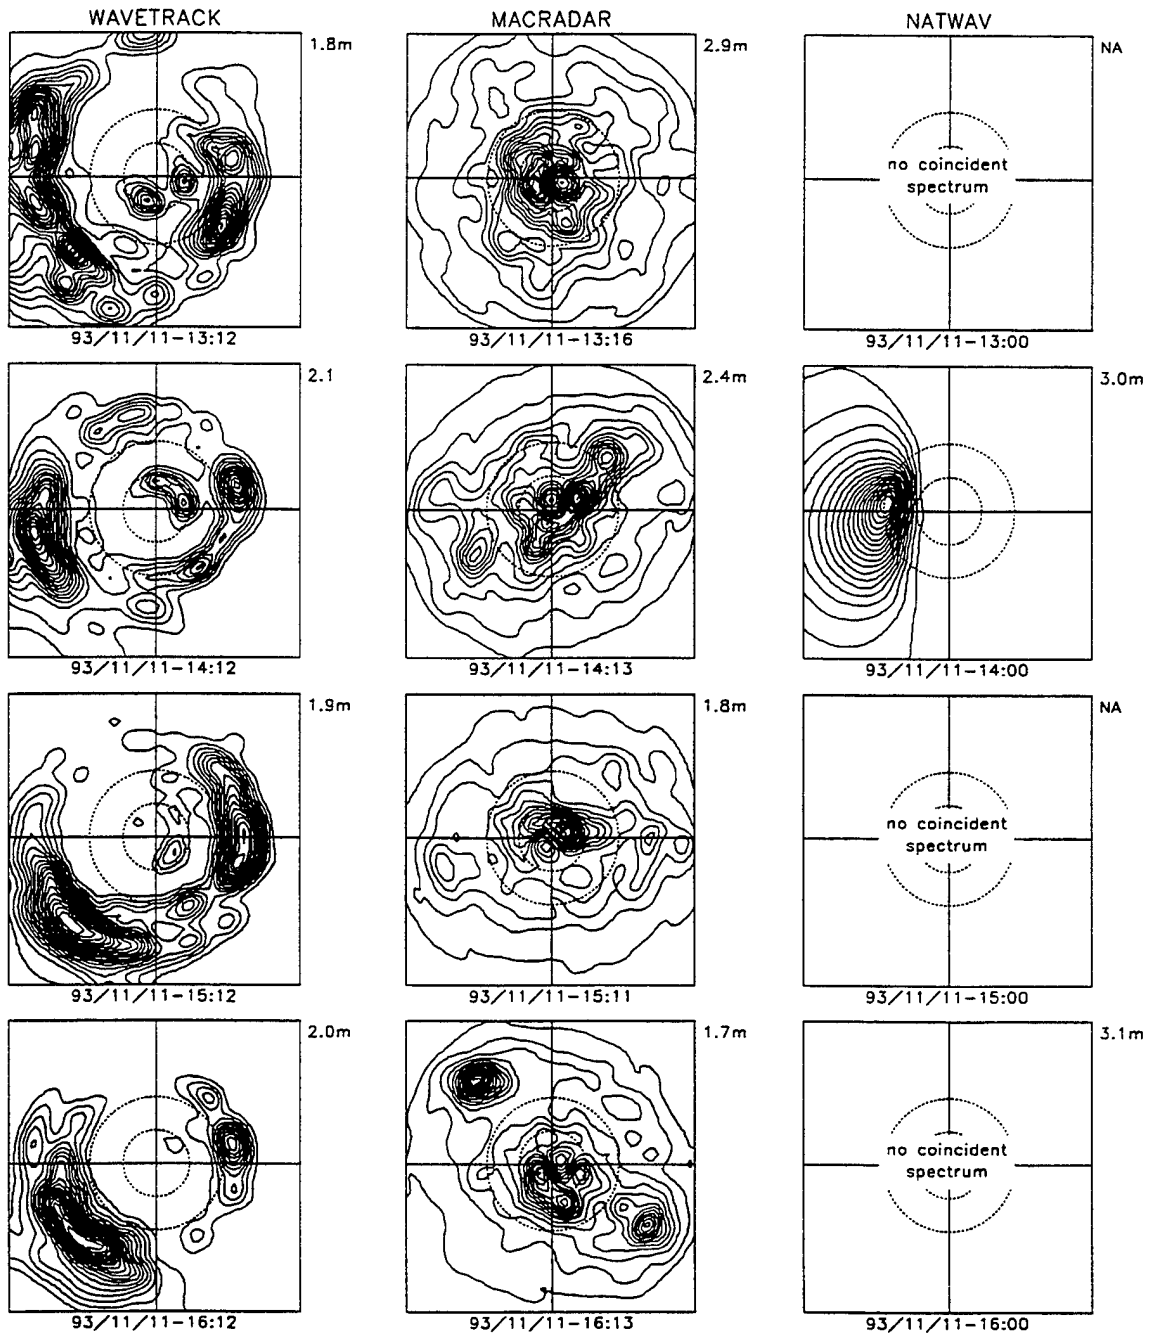 WAVETRACK
MACRADAR
NATWAV
1.8m
2.9m
NA
no coincident
spectrum
93/11/11-13:12
93/11/11-13:16
93/11/11-13:00
2.1
2.4m
3.0m
93/11/11-14:12
93/11/11-14:13
93/11/11-14:00
1.9m
1.8m
NA
no coincident
spectrum
93/11/11-15:12
93/11/11-15:11
93/11/11-15:00
2.0m
1.7m
3.1m
no coincident
spectrum
93/11/11-16:12
93/11/11-16:13
93/11/11-16:00